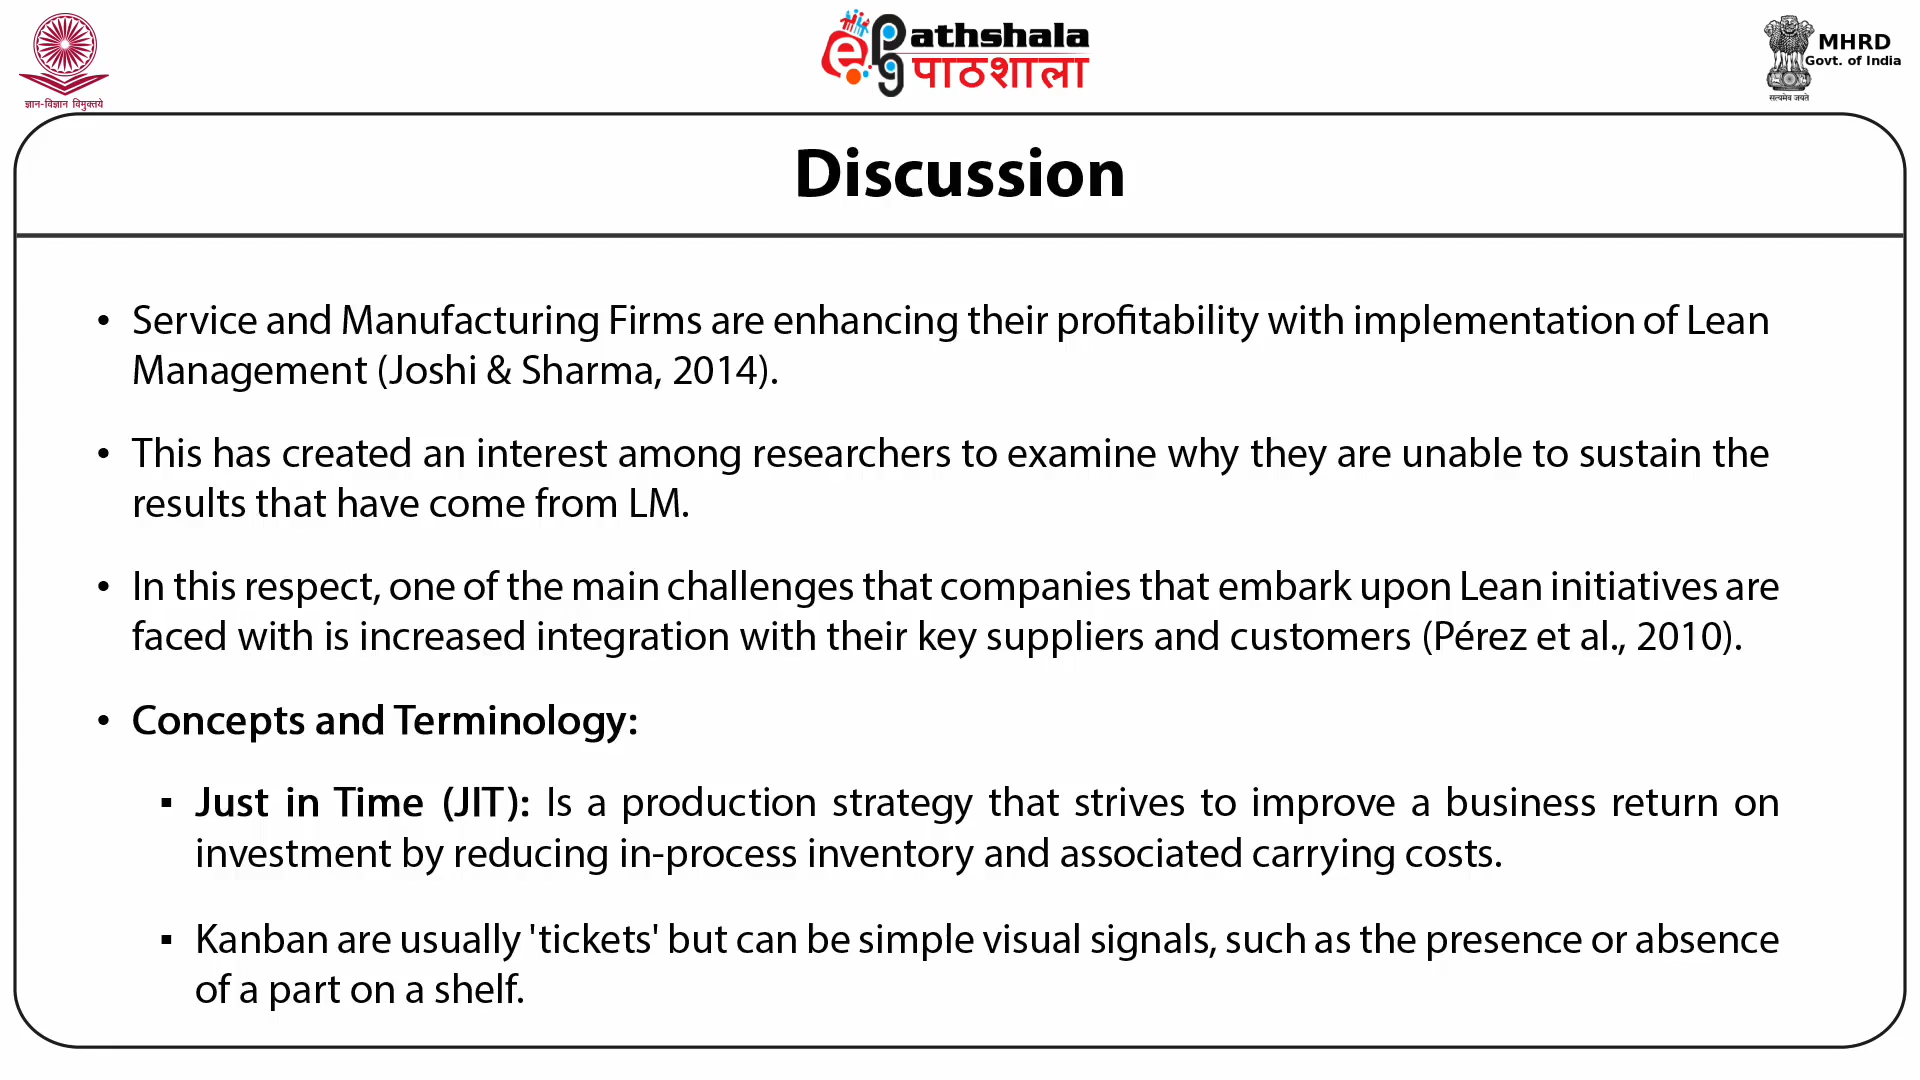 ज्ञान-विज्ञान विमुक्तये
e Pathshala
पाठशाला
MHRD
Govt. of India
सत्यमेव जयते
Discussion
• Service and Manufacturing Firms are enhancing their profitability with implementation of Lean
Management (Joshi & Sharma, 2014).
• This has created an interest among researchers to examine why they are unable to sustain the
results that have come from LM.
• In this respect, one of the main challenges that companies that embark upon Lean initiatives are
faced with is increased integration with their key suppliers and customers (Pérez et al., 2010).
• Concepts and Terminology:
▪ Just in Time (JIT): Is a production strategy that strives to improve a business return on
investment by reducing in-process inventory and associated carrying costs.
▪ Kanban are usually 'tickets' but can be simple visual signals, such as the presence or absence
of a part on a shelf.